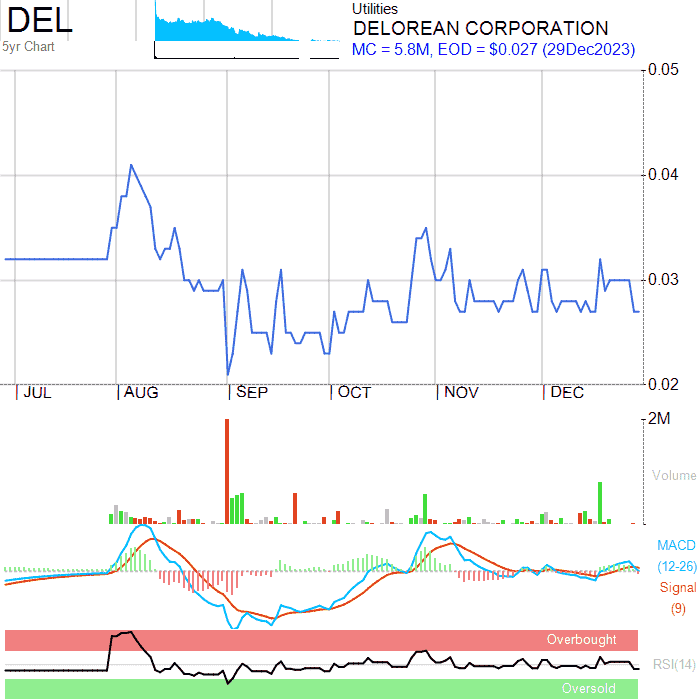 DEL
5yr Chart
Utilities
DELOREAN CORPORATION
MC = 5.8M, EOD = $0.027 (29Dec2023)
0.05
0.04
0.03
0.02
JUL AUG SEP OCT NOV DEC
2M
Volume
MACD
(12-26)
Signal
(9)
Overbought
RSI(14)
Oversold